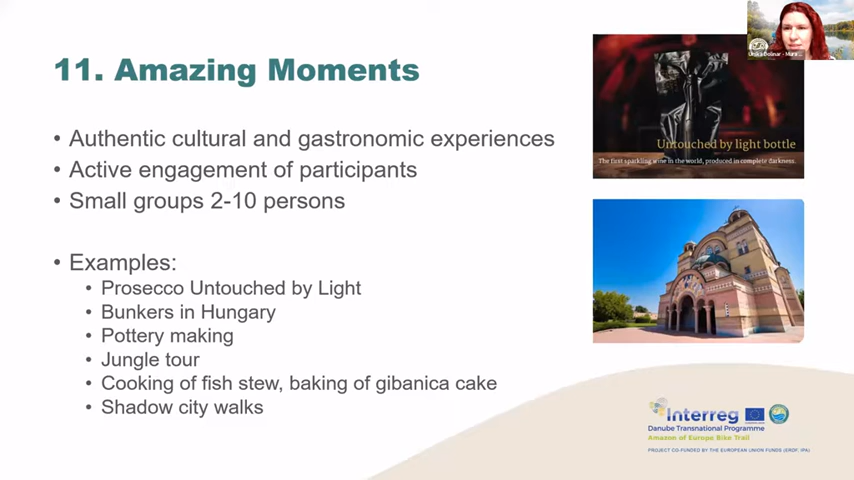 11. Amazing Moments
• Authentic cultural and gastronomic experiences
• Active engagement of participants
• Small groups 2-10 persons
• Examples:
• Prosecco Untouched by Light
• Bunkers in Hungary
• Pottery making
• Jungle tour
• Cooking of fish stew, baking of gibanica cake
• Shadow city walks
Untouched by light bottle
The first sparkling wine in the world, produced in complete darkness.
Interreg
Danube Transnational Programme
Amazon of Europe Bike Trail
PROJECT CO-FUNDED BY THE EUROPEAN UNION FUNDS (ERDF, IPA)